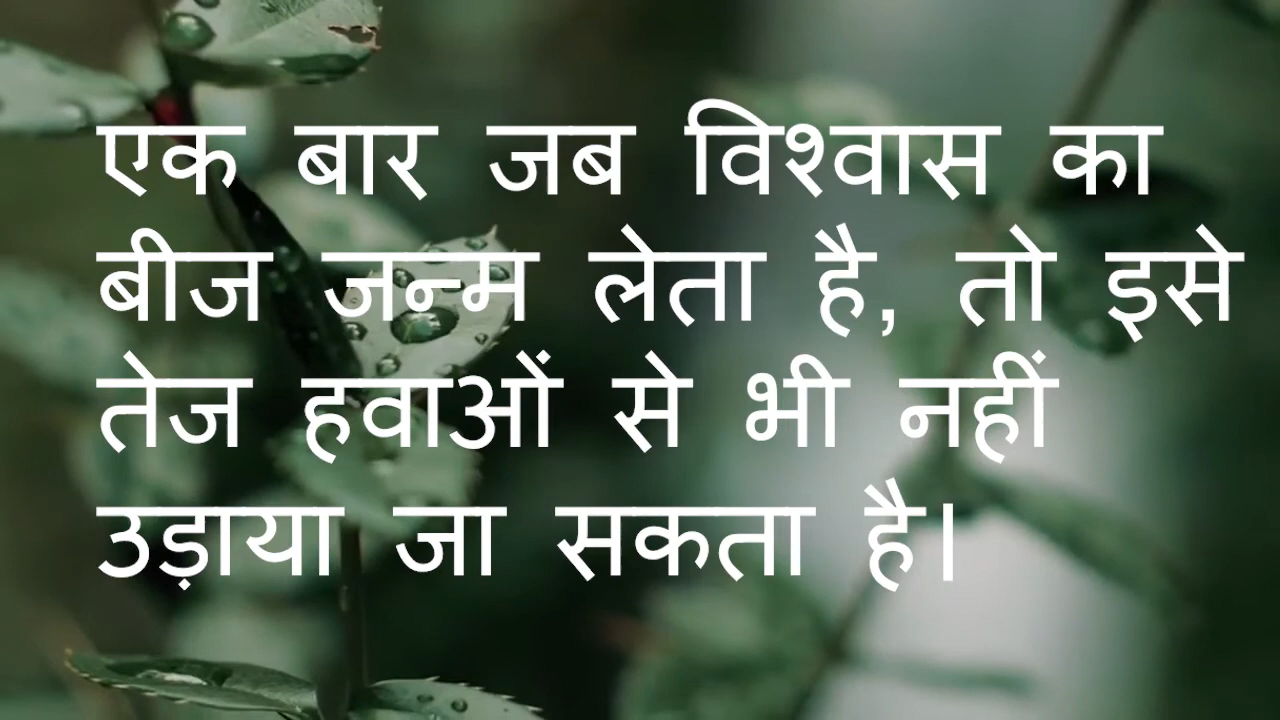 एक बार जब विश्वास का
बीज जन्म लेता है, तो इसे
तेज हवाओं से भी नहीं
उड़ाया जा सकता है।